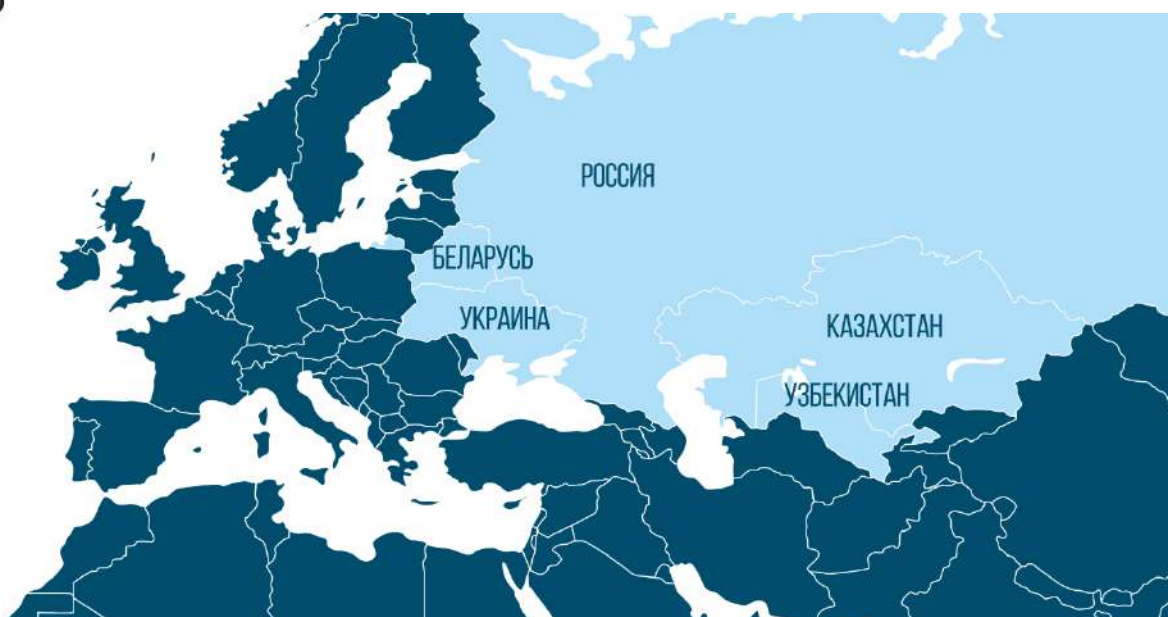 РОССИЯ
БЕЛАРУСЬ
УКРАИНА
КАЗАХСТАН
УЗБЕКИСТАН